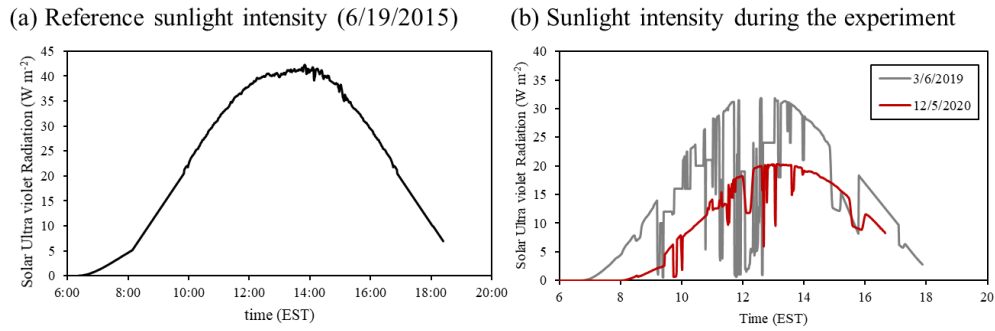 (a) Reference sunlight intensity (6/19/2015)
45
40
35
30
25
20
15
10
5
0
6:00 8:00 10:00 12:00 14:00 16:00 18:00 20:00
Solar Ultra violet Radiation (W m-2)
time (EST)
(b) Sunlight intensity during the experiment
40
35
30
25
20
15
10
5
0
6 8 10 12 14 16 18 20
Solar Ultra violet Radiation (W m-2)
Time (EST)
3/6/2019
12/5/2020